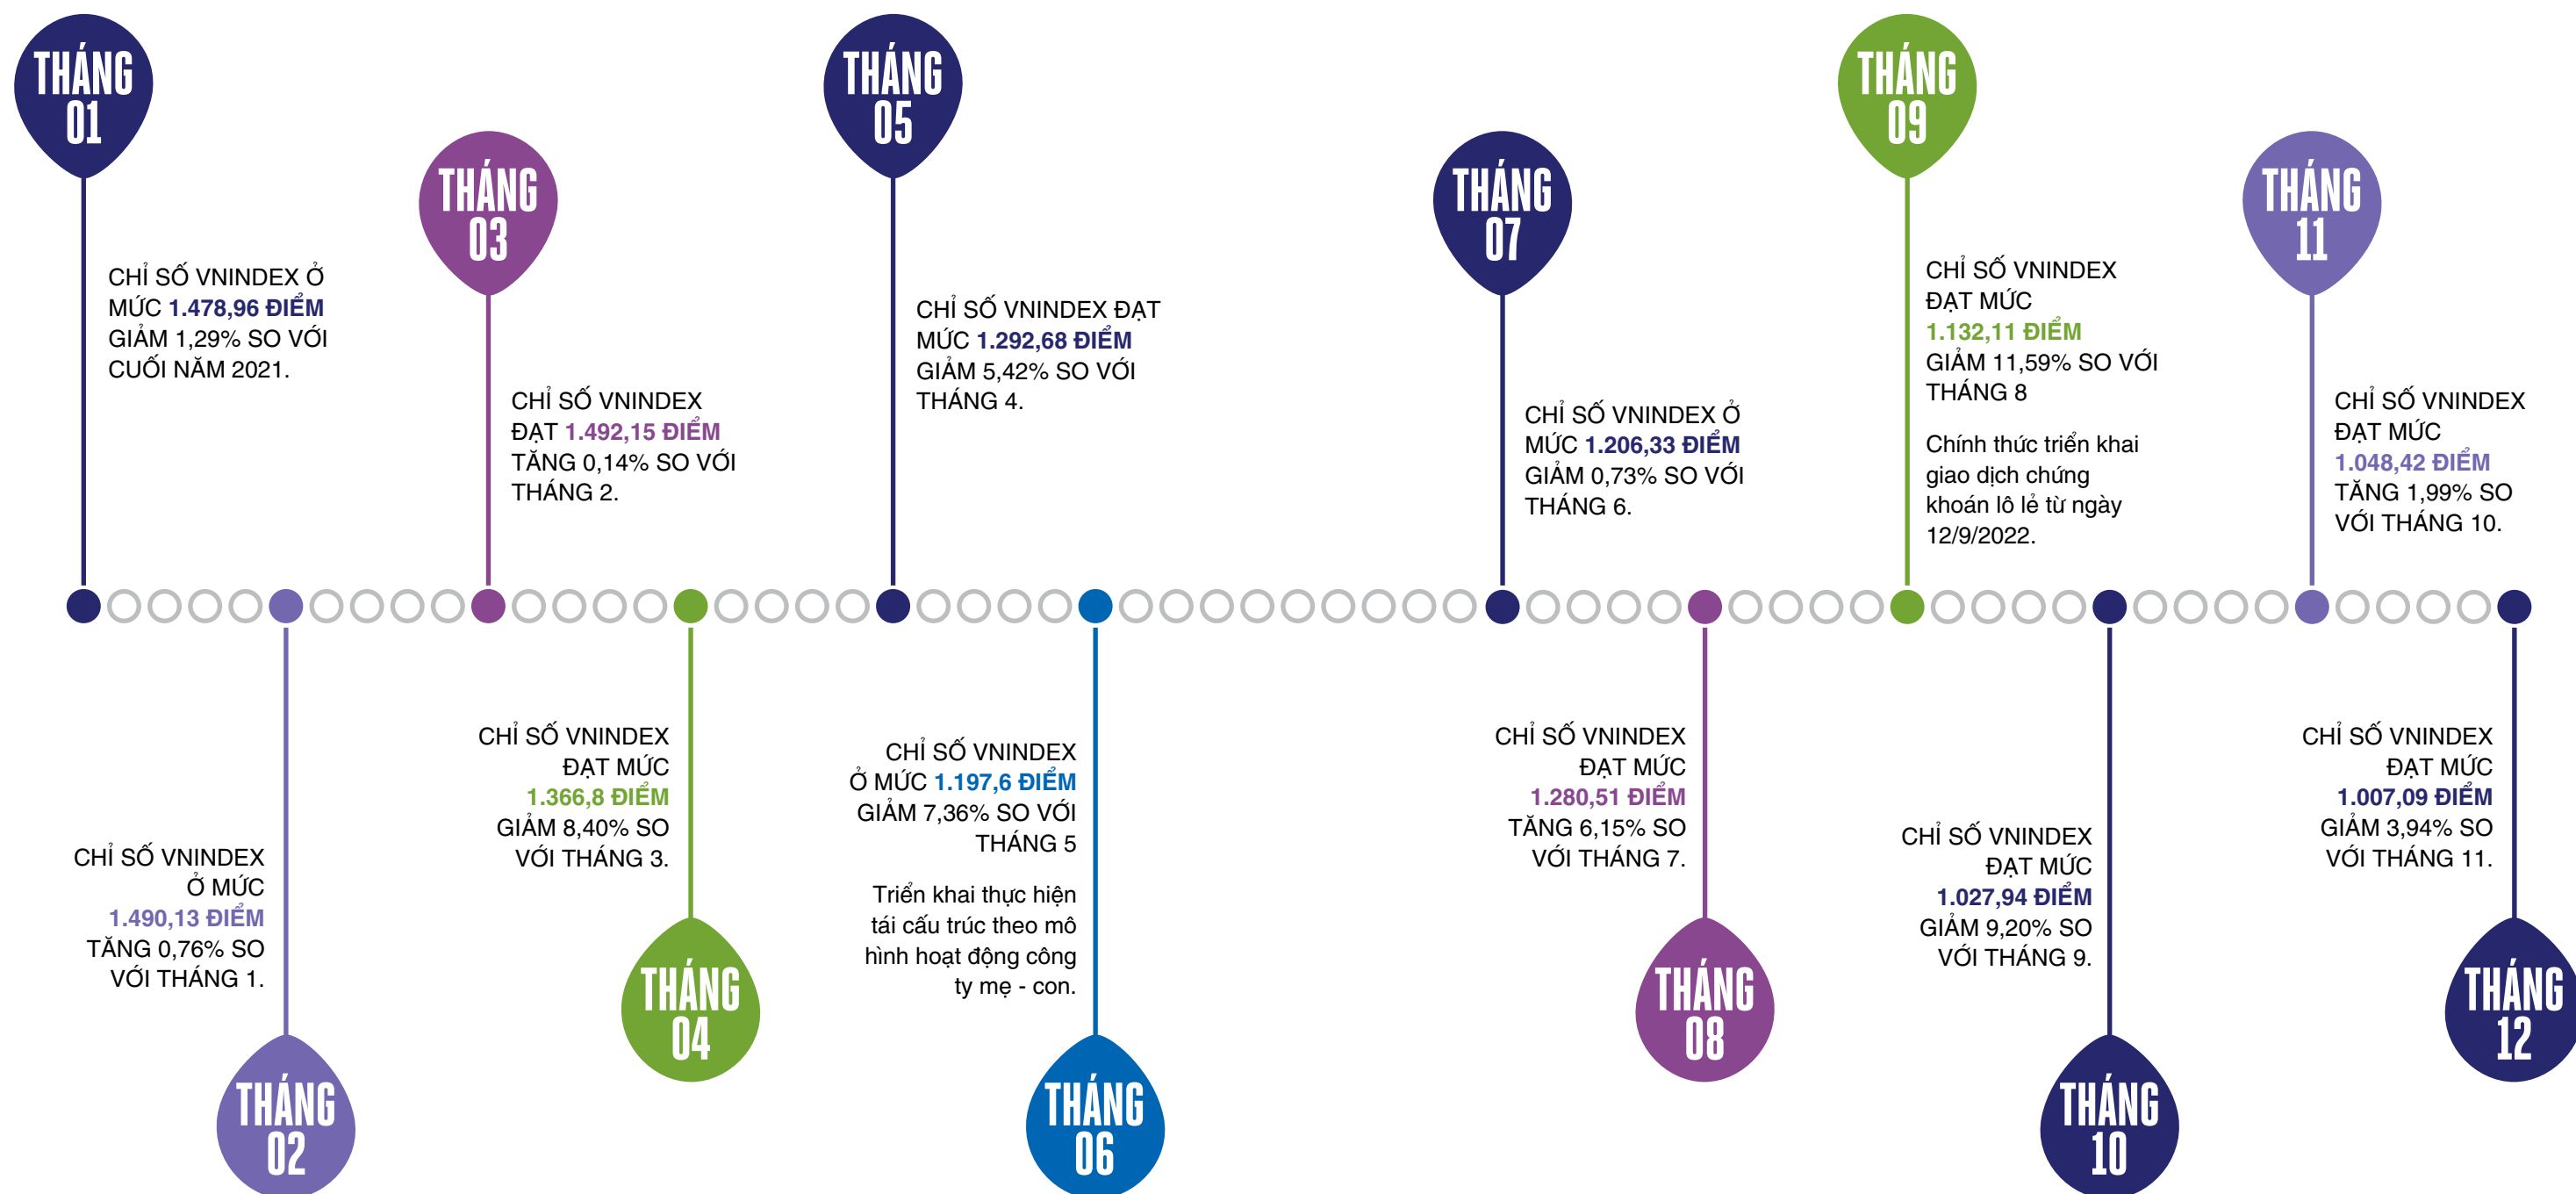 THÁNG
01
CHỈ SỐ VNINDEX Ở
MỨC 1.478,96 ĐIỂM
GIẢM 1,29% SO VỚI
CUỐI NĂM 2021.
THÁNG
02
CHỈ SỐ VNINDEX
Ở MỨC
1.490,13 ĐIỂM
TĂNG 0,76% SO
VỚI THÁNG 1.
THÁNG
03
CHỈ SỐ VNINDEX
ĐẠT 1.492,15 ĐIỂM
TĂNG 0,14% SO VỚI
THÁNG 2.
THÁNG
04
CHỈ SỐ VNINDEX
ĐẠT MỨC
1.366,8 ĐIỂM
GIẢM 8,40% SO
VỚI THÁNG 3.
THÁNG
05
CHỈ SỐ VNINDEX ĐẠT
MỨC 1.292,68 ĐIỂM
GIẢM 5,42% SO VỚI
THÁNG 4.
THÁNG
06
CHỈ SỐ VNINDEX
Ở MỨC 1.197,6 ĐIỂM
GIẢM 7,36% SO VỚI
THÁNG 5
Triển khai thực hiện
tái cấu trúc theo mô
hình hoạt động công
ty mẹ - con.
THÁNG
07
CHỈ SỐ VNINDEX Ở
MỨC 1.206,33 ĐIỂM
GIẢM 0,73% SO VỚI
THÁNG 6.
THÁNG
08
CHỈ SỐ VNINDEX
ĐẠT MỨC
1.280,51 ĐIỂM
TĂNG 6,15% SO
VỚI THÁNG 7.
THÁNG
09
CHỈ SỐ VNINDEX
ĐẠT MỨC
1.132,11 ĐIỂM
GIẢM 11,59% SO VỚI
THÁNG 8
Chính thức triển khai
giao dịch chứng
khoán lô lẻ từ ngày
12/9/2022.
THÁNG
10
CHỈ SỐ VNINDEX
ĐẠT MỨC
1.027,94 ĐIỂM
GIẢM 9,20% SO
VỚI THÁNG 9.
THÁNG
11
CHỈ SỐ VNINDEX
ĐẠT MỨC
1.048,42 ĐIỂM
TĂNG 1,99% SO
VỚI THÁNG 10.
THÁNG
12
CHỈ SỐ VNINDEX
ĐẠT MỨC
1.007,09 ĐIỂM
GIẢM 3,94% SO
VỚI THÁNG 11.